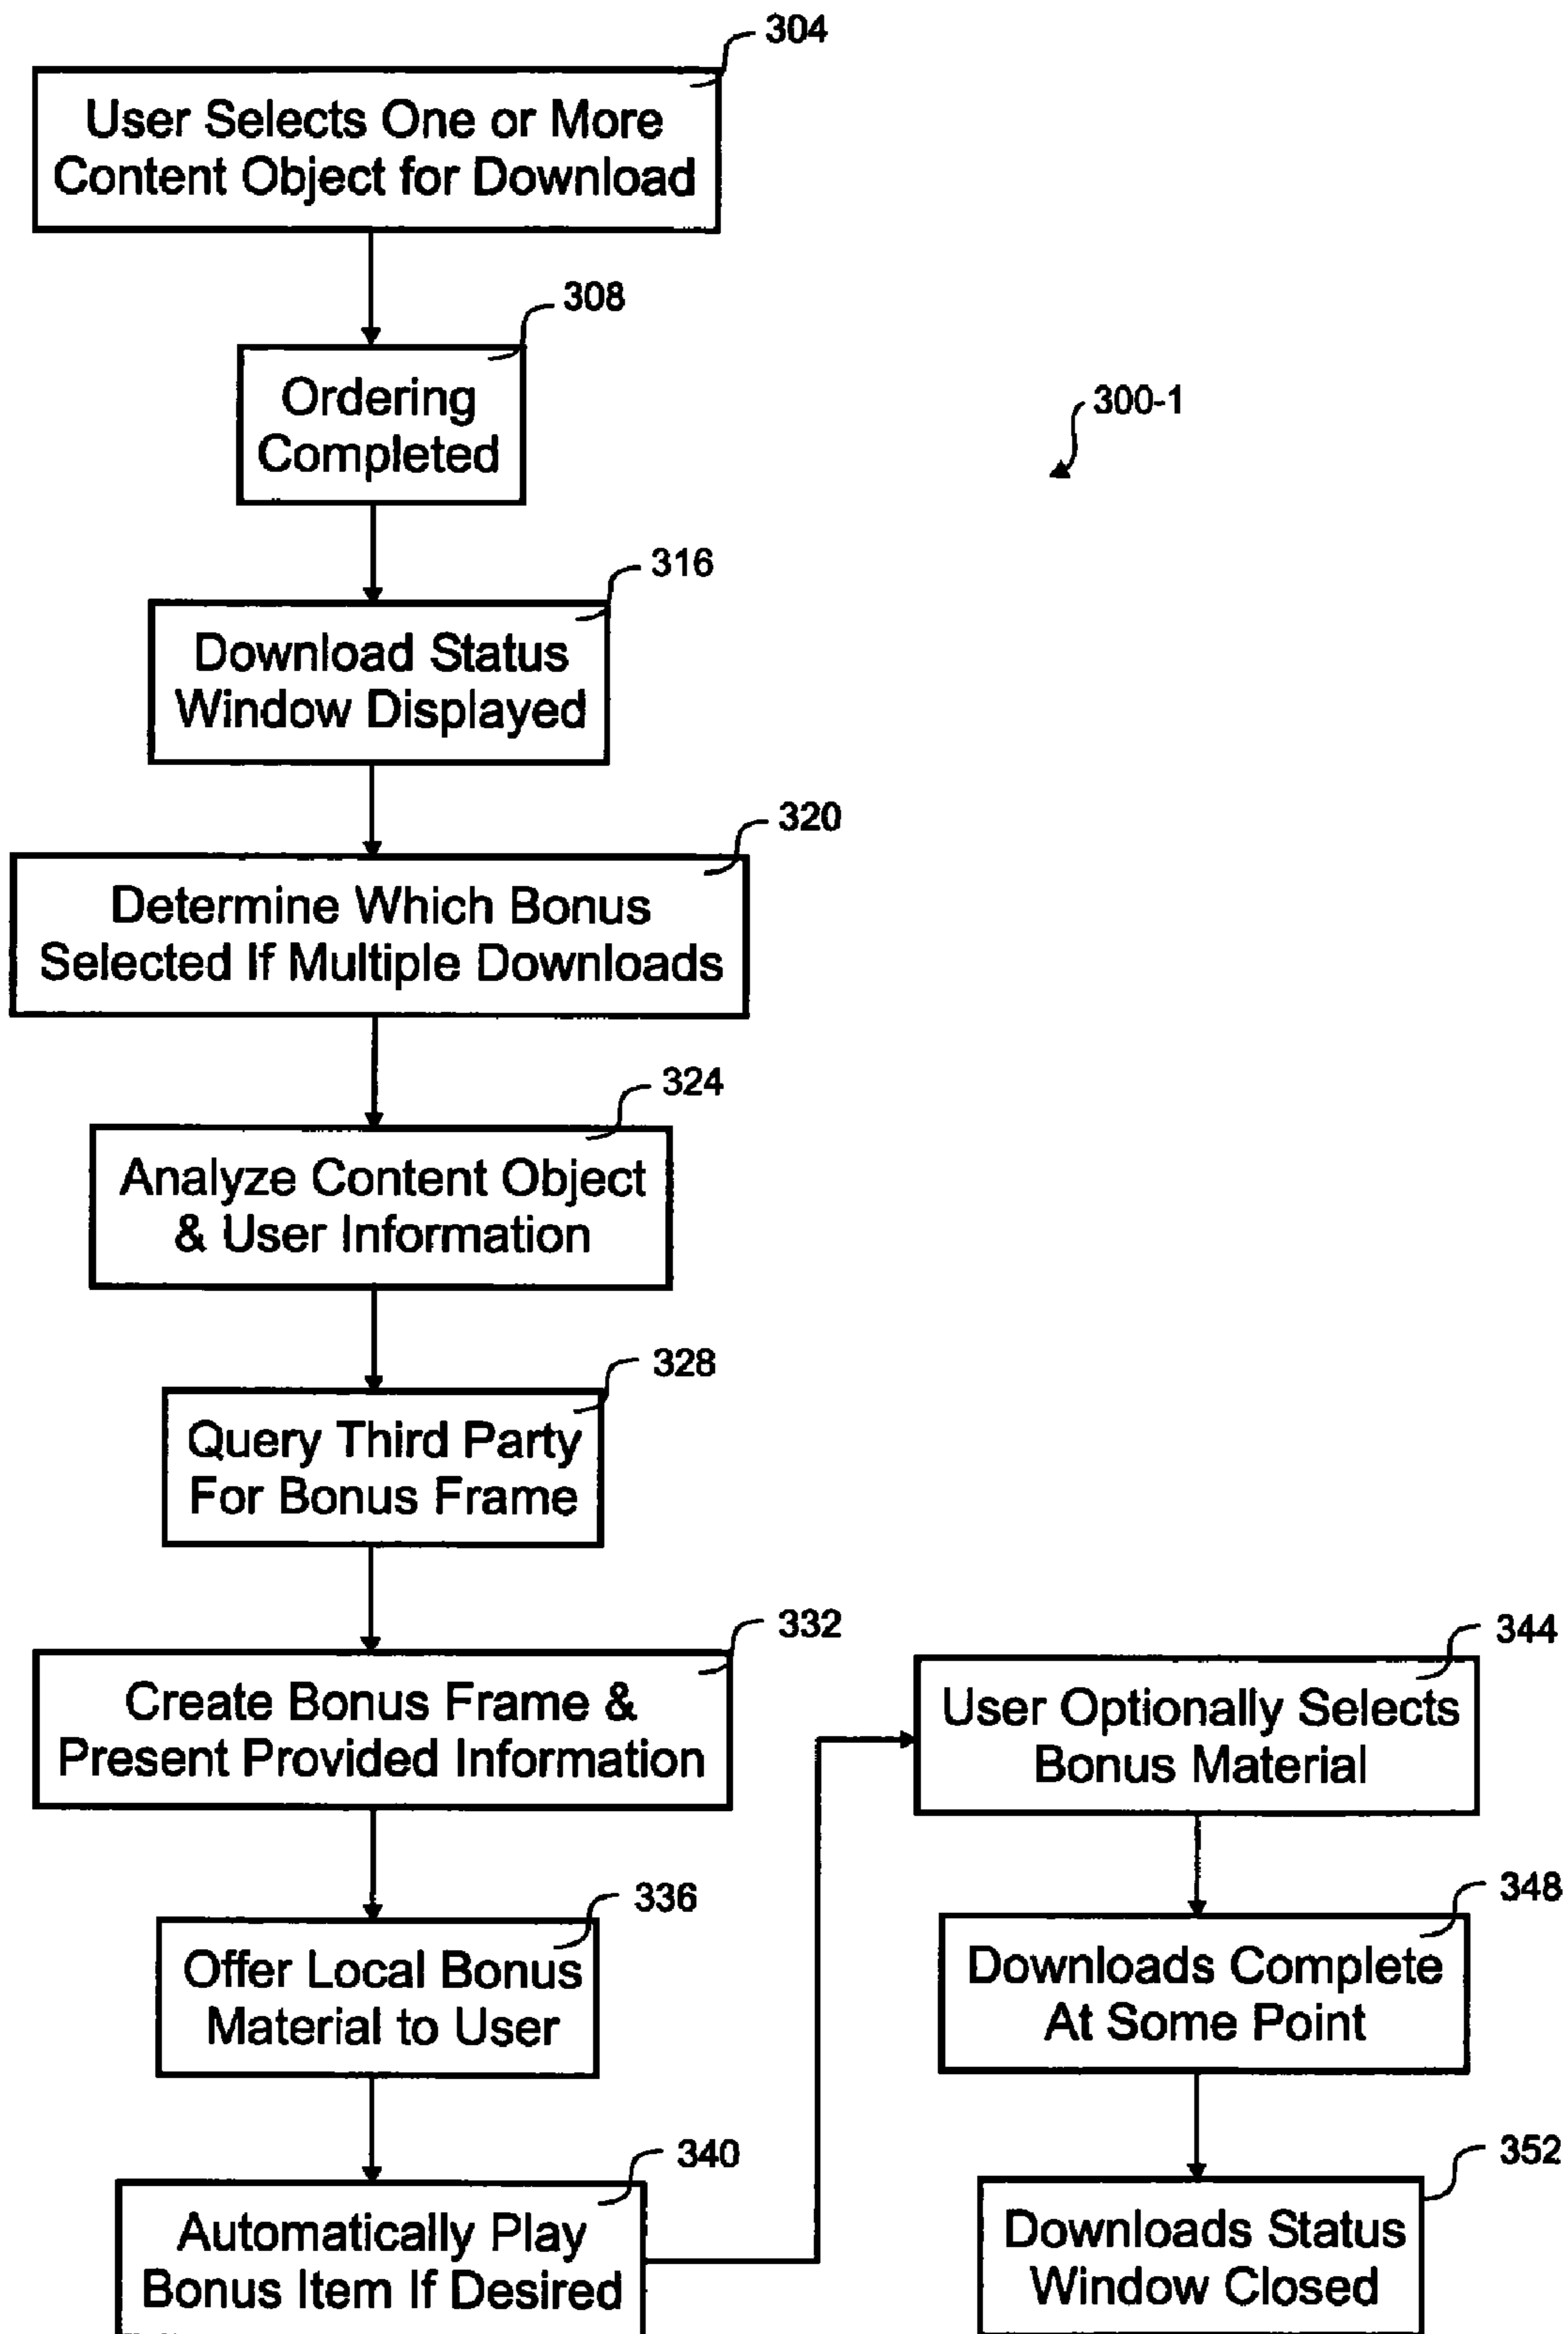 304
User Selects One or More
Content Object for Download
308
Ordering
Completed
300-1
316
Download Status
Window Displayed
320
Determine Which Bonus
Selected If Multiple Downloads
324
Analyze Content Object
& User Information
328
Query Third Party
For Bonus Frame
332
Create Bonus Frame &
Present Provided Information
336
Offer Local Bonus
Material to User
340
Automatically Play
Bonus Item If Desired
344
User Optionally Selects
Bonus Material
348
Downloads Complete
At Some Point
352
Downloads Status
Window Closed